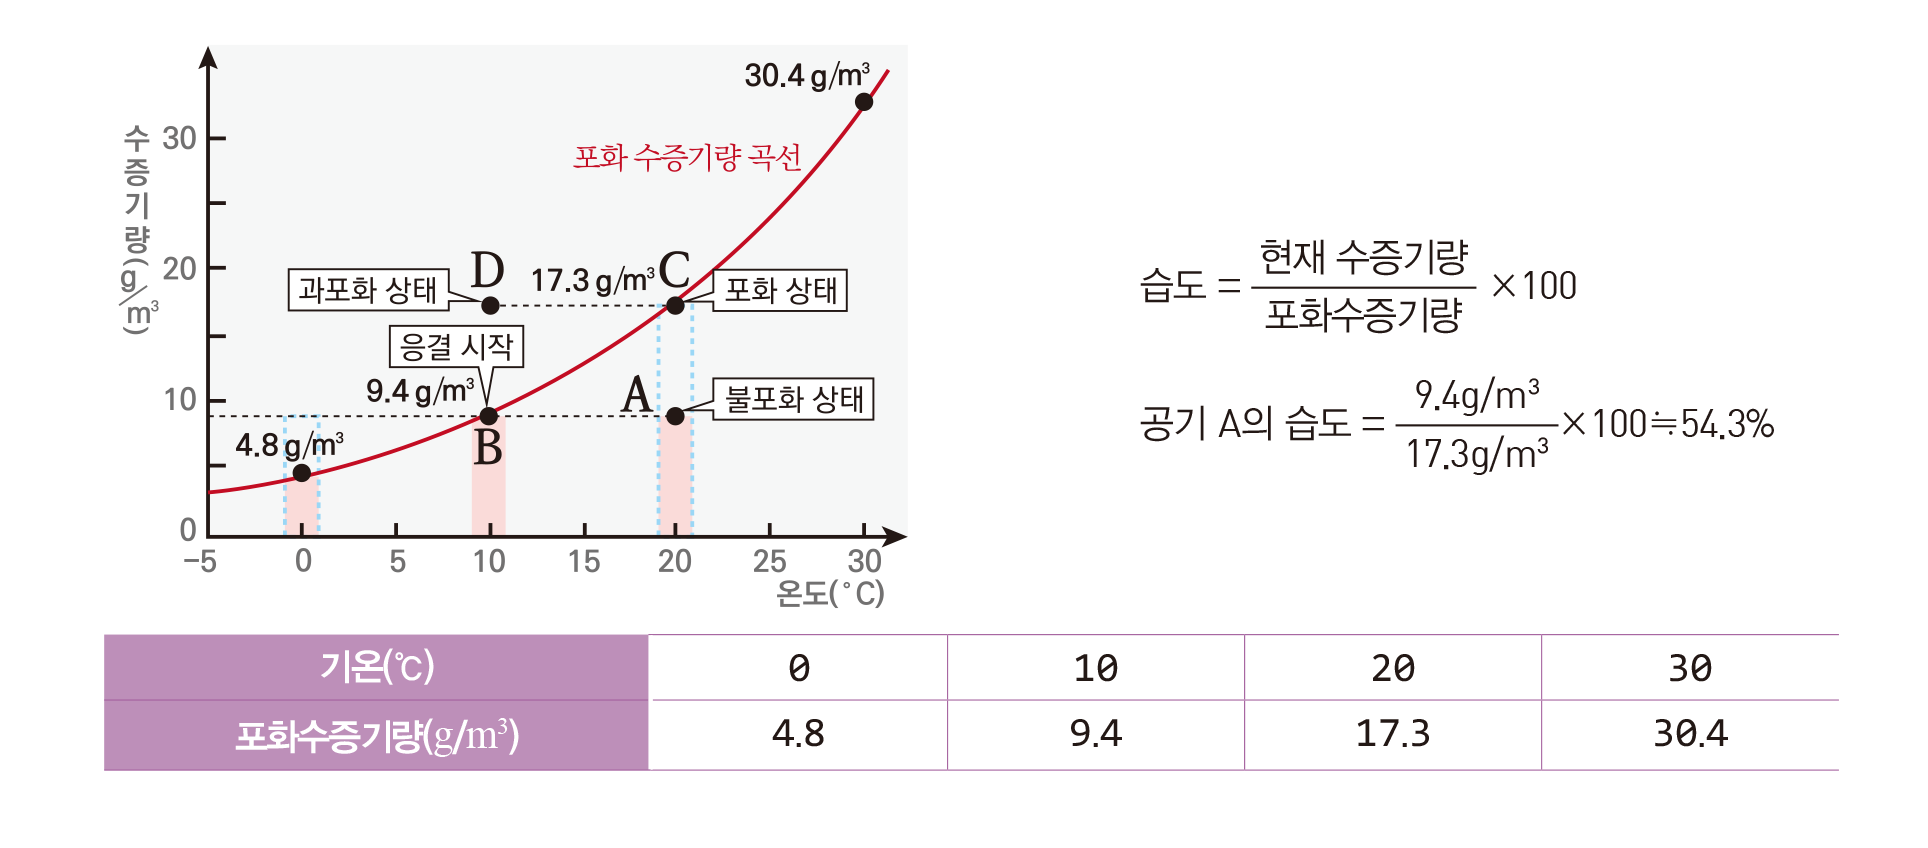 30.4 g/m³
수증기량(g/m³)
30
포화 수증기량 곡선
20
과포화 상태
D
17.3 g/m³
C
포화 상태
응결 시작
10
9.4 g/m³
A
불포화 상태
B
4.8 g/m³
0
-5 0 5 10 15 20 25 30
온도(°C)
습도 = 현재 수증기량 / 포화수증기량 ×100
공기 A의 습도 = 9.4g/m³ / 17.3g/m³ ×100≒54.3%
기온(℃) 0 10 20 30
포화수증기량(g/m³) 4.8 9.4 17.3 30.4